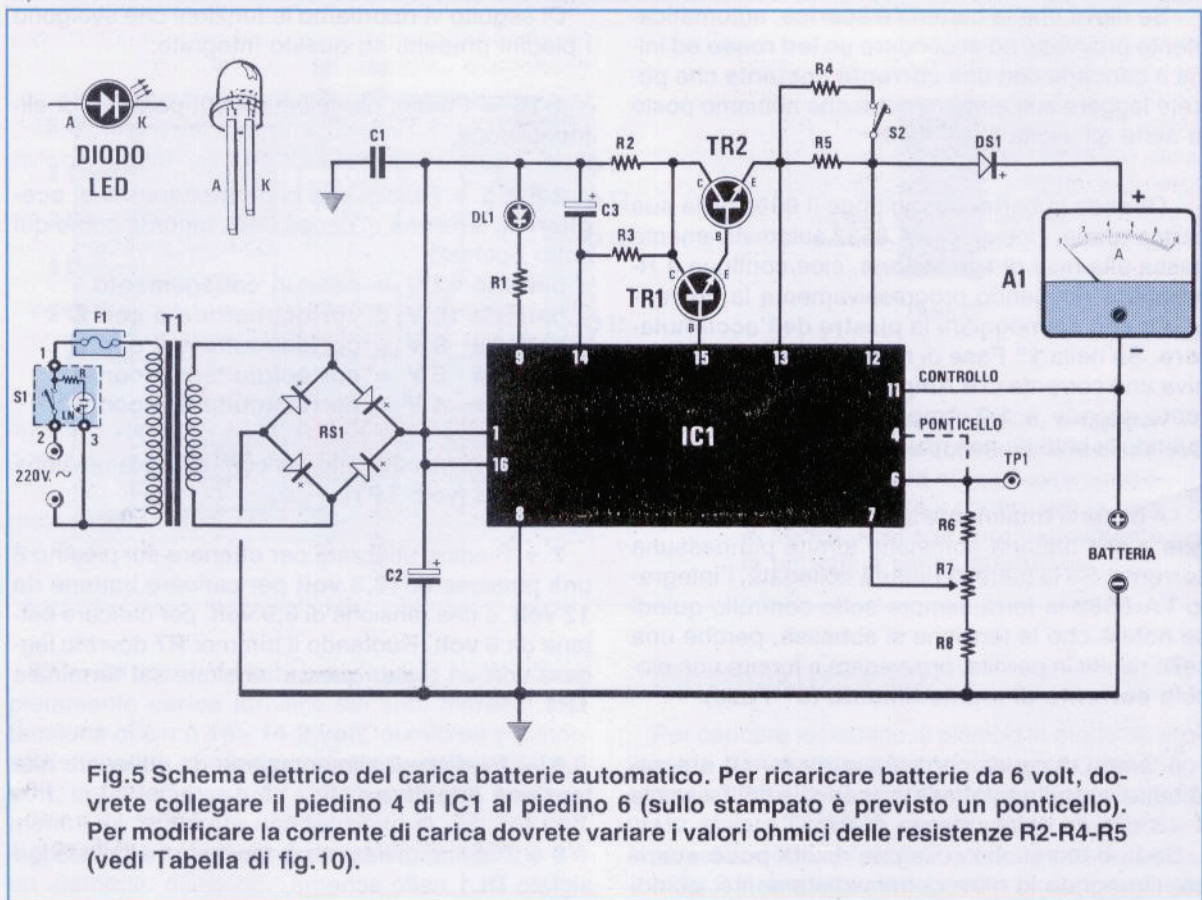 DIODO
LED
A
K
A
K
C1
R2
R4
TR2
S2
R5
DS1
+
DL1
C3
R3
C
E
B
TR1
C
E
B
R1
A
A1
+
-
F1
T1
1
S1
LN
2
3
220V. ~
RS1
C2
+
9
14
15
13
12
1
16
8
IC1
11
4
6
7
CONTROLLO
PONTICELLO
TP1
R6
R7
R8
BATTERIA
Fig.5 Schema elettrico del carica batterie automatico. Per ricaricare batterie da 6 volt, do-
vrete collegare il piedino 4 di IC1 al piedino 6 (sullo stampato è previsto un ponticello).
Per modificare la corrente di carica dovrete variare i valori ohmici delle resistenze R2-R4-R5
(vedi Tabella di fig.10).